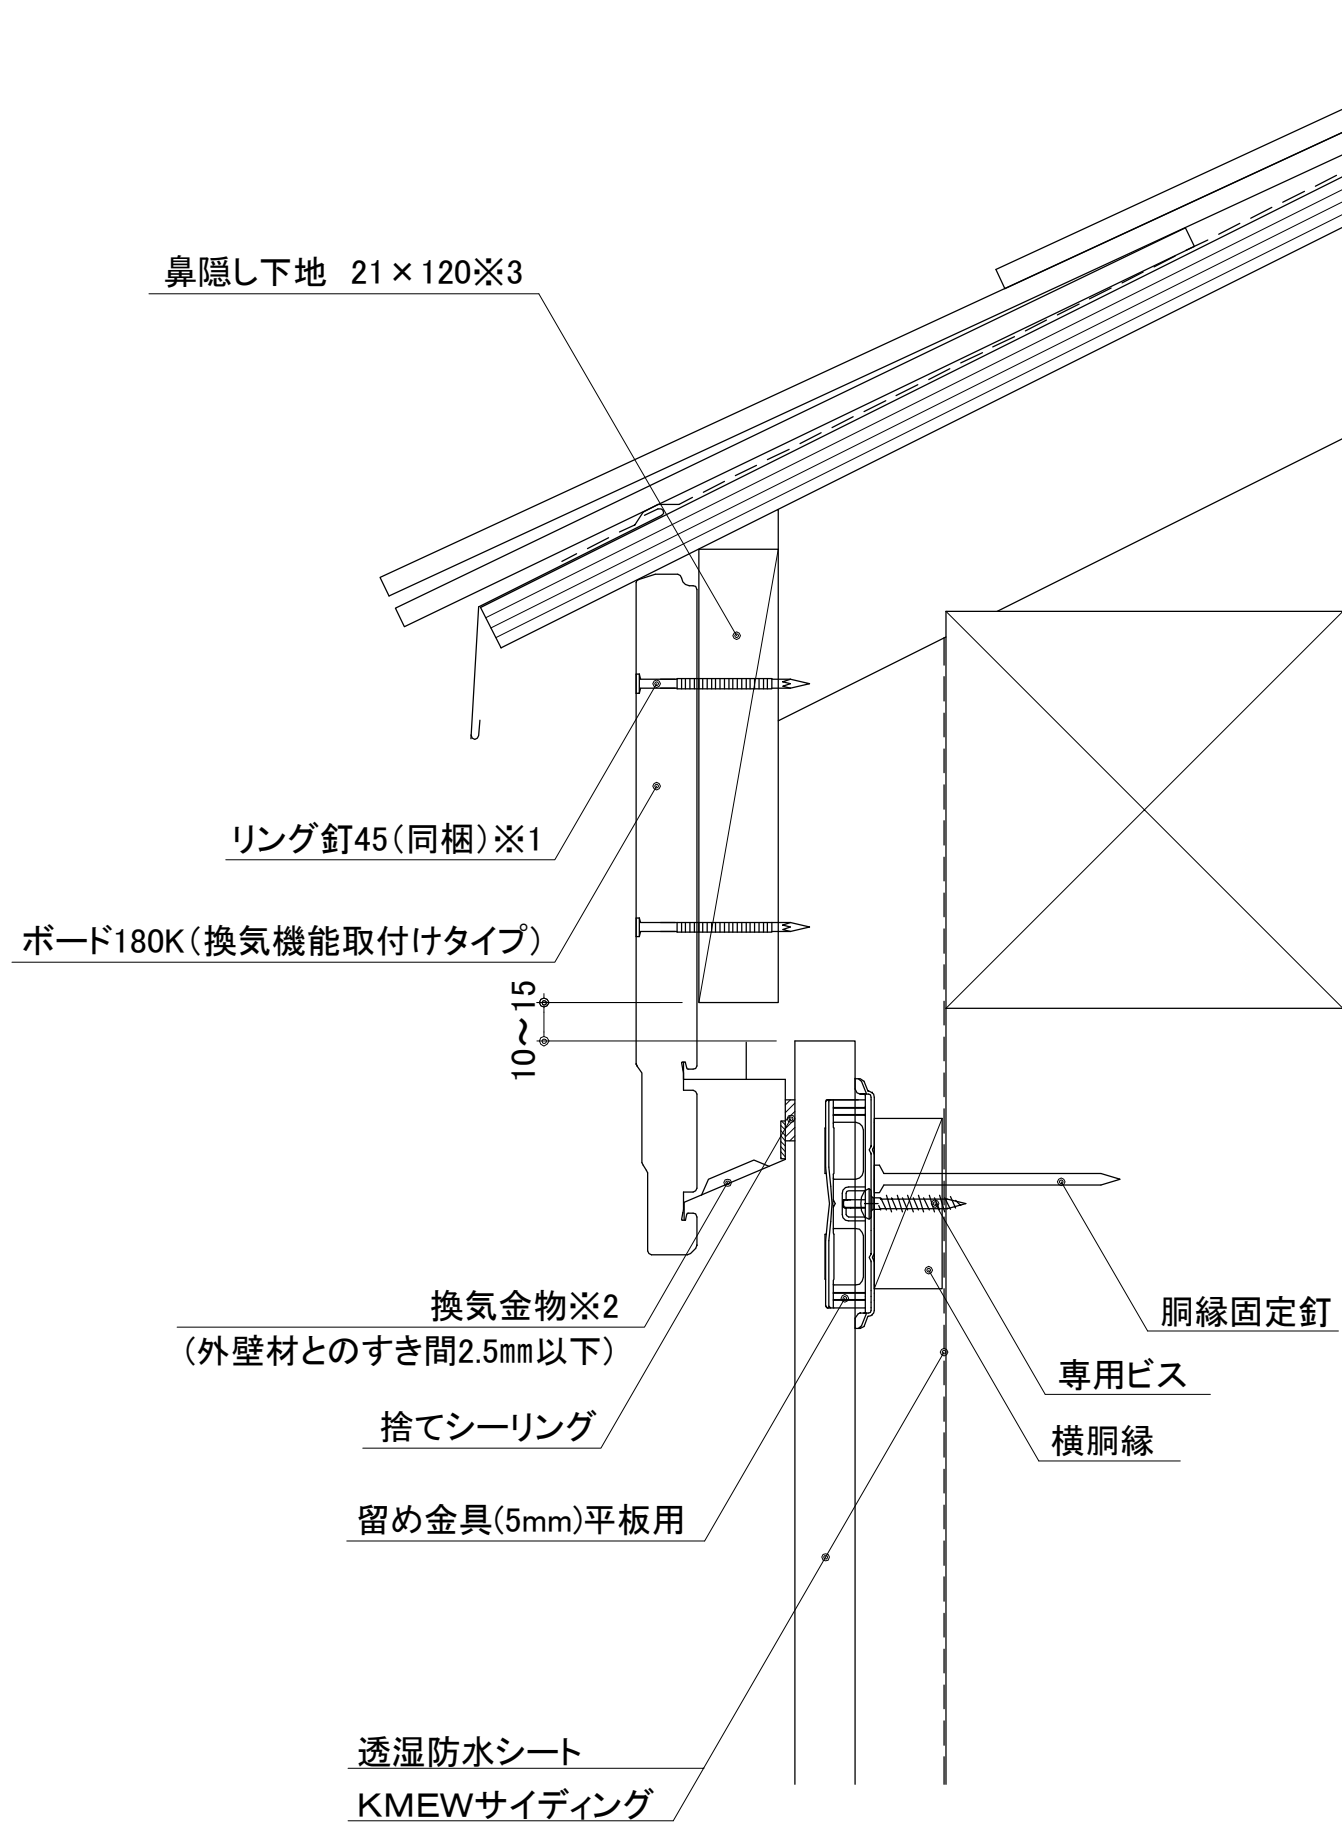 鼻隠し下地　21×120※3
リング釘45（同梱）※1
ボード180K（換気機能取付けタイプ）
10～15
換気金物※2
（外壁材とのすき間2.5㎜以下）
捨てシーリング
留め金具(5mm)平板用
胴縁固定釘
専用ビス
横胴縁
透湿防水シート
KMEWサイディング